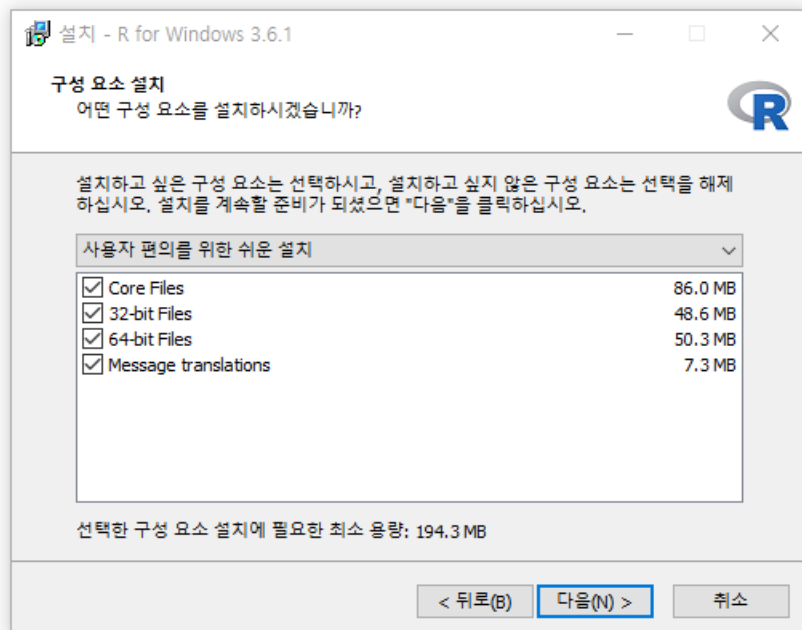 설치 - R for Windows 3.6.1
구성 요소 설치
어떤 구성 요소를 설치하시겠습니까?
R
설치하고 싶은 구성 요소는 선택하시고, 설치하고 싶지 않은 구성 요소는 선택을 해제
하십시오. 설치를 계속할 준비가 되셨으면 "다음"을 클릭하십시오.
사용자 편의를 위한 쉬운 설치
Core Files 86.0 MB
32-bit Files 48.6 MB
64-bit Files 50.3 MB
Message translations 7.3 MB
선택한 구성 요소 설치에 필요한 최소 용량: 194.3 MB
< 뒤로(B) 다음(N) > 취소